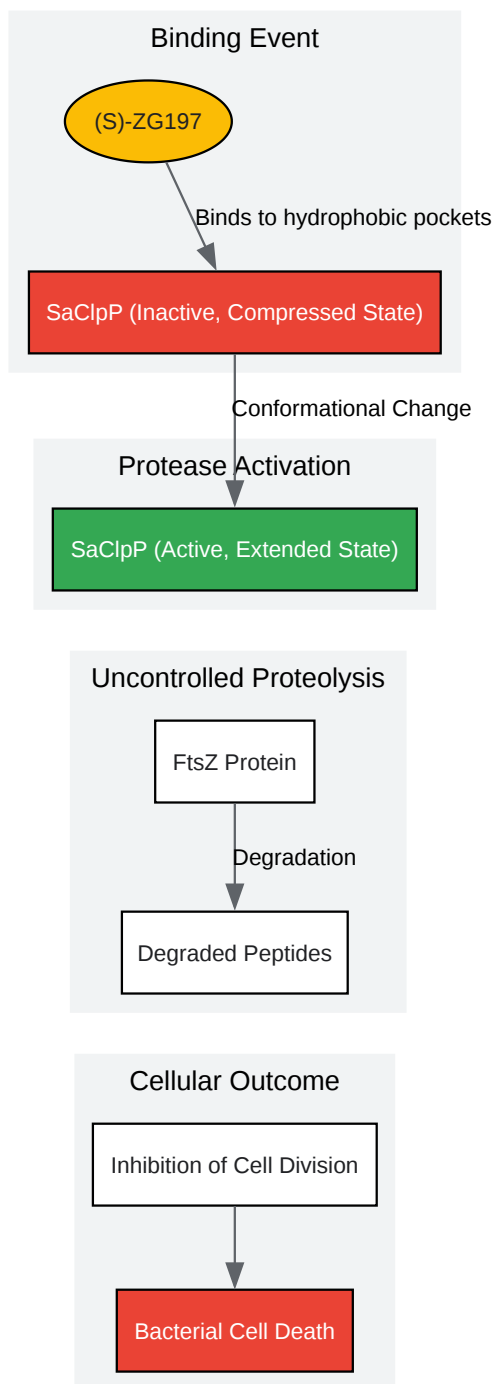 Binding Event
(S)-ZG197
Binds to hydrophobic pockets
SaClpP (Inactive, Compressed State)
Conformational Change
Protease Activation
SaClpP (Active, Extended State)
Uncontrolled Proteolysis
FtsZ Protein
Degradation
Degraded Peptides
Cellular Outcome
Inhibition of Cell Division
Bacterial Cell Death